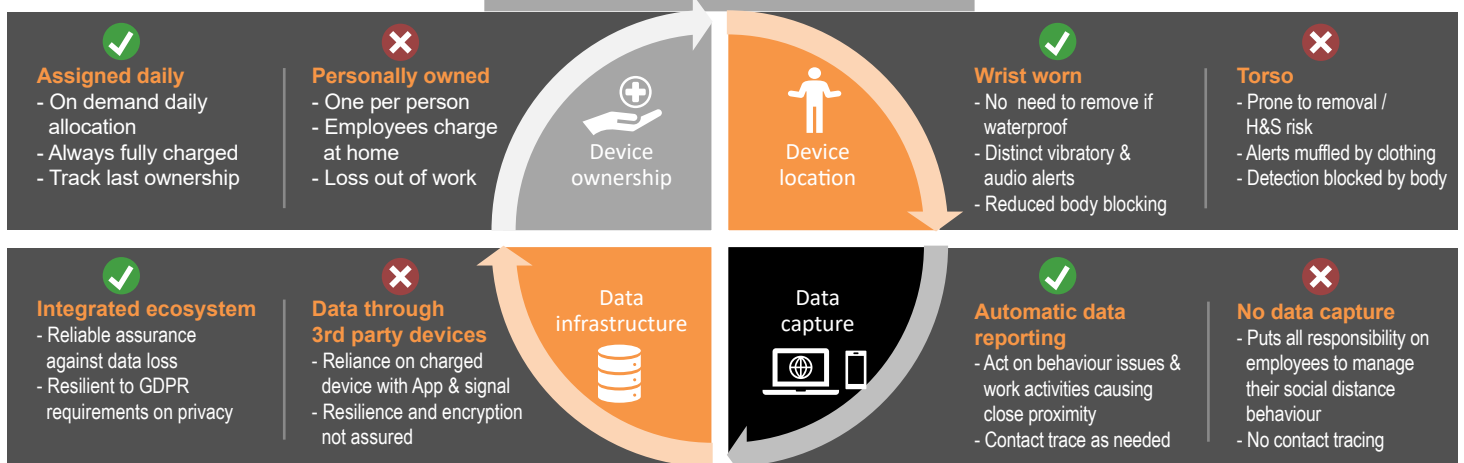 Assigned daily
- On demand daily
allocation
- Always fully charged
- Track last ownership
Personally owned
- One per person
- Employees charge
at home
- Loss out of work
Device
ownership
Device
location
Wrist worn
- No need to remove if
waterproof
- Distinct vibratory &
audio alerts
- Reduced body blocking
Torso
- Prone to removal /
H&S risk
- Alerts muffled by clothing
- Detection blocked by body
Integrated ecosystem
- Reliable assurance
against data loss
- Resilient to GDPR
requirements on privacy
Data through
3rd party devices
- Reliance on charged
device with App & signal
- Resilience and encryption
not assured
Data
infrastructure
Data
capture
Automatic data
reporting
- Act on behaviour issues &
work activities causing
close proximity
- Contact trace as needed
No data capture
- Puts all responsibility on
employees to manage
their social distance
behaviour
- No contact tracing